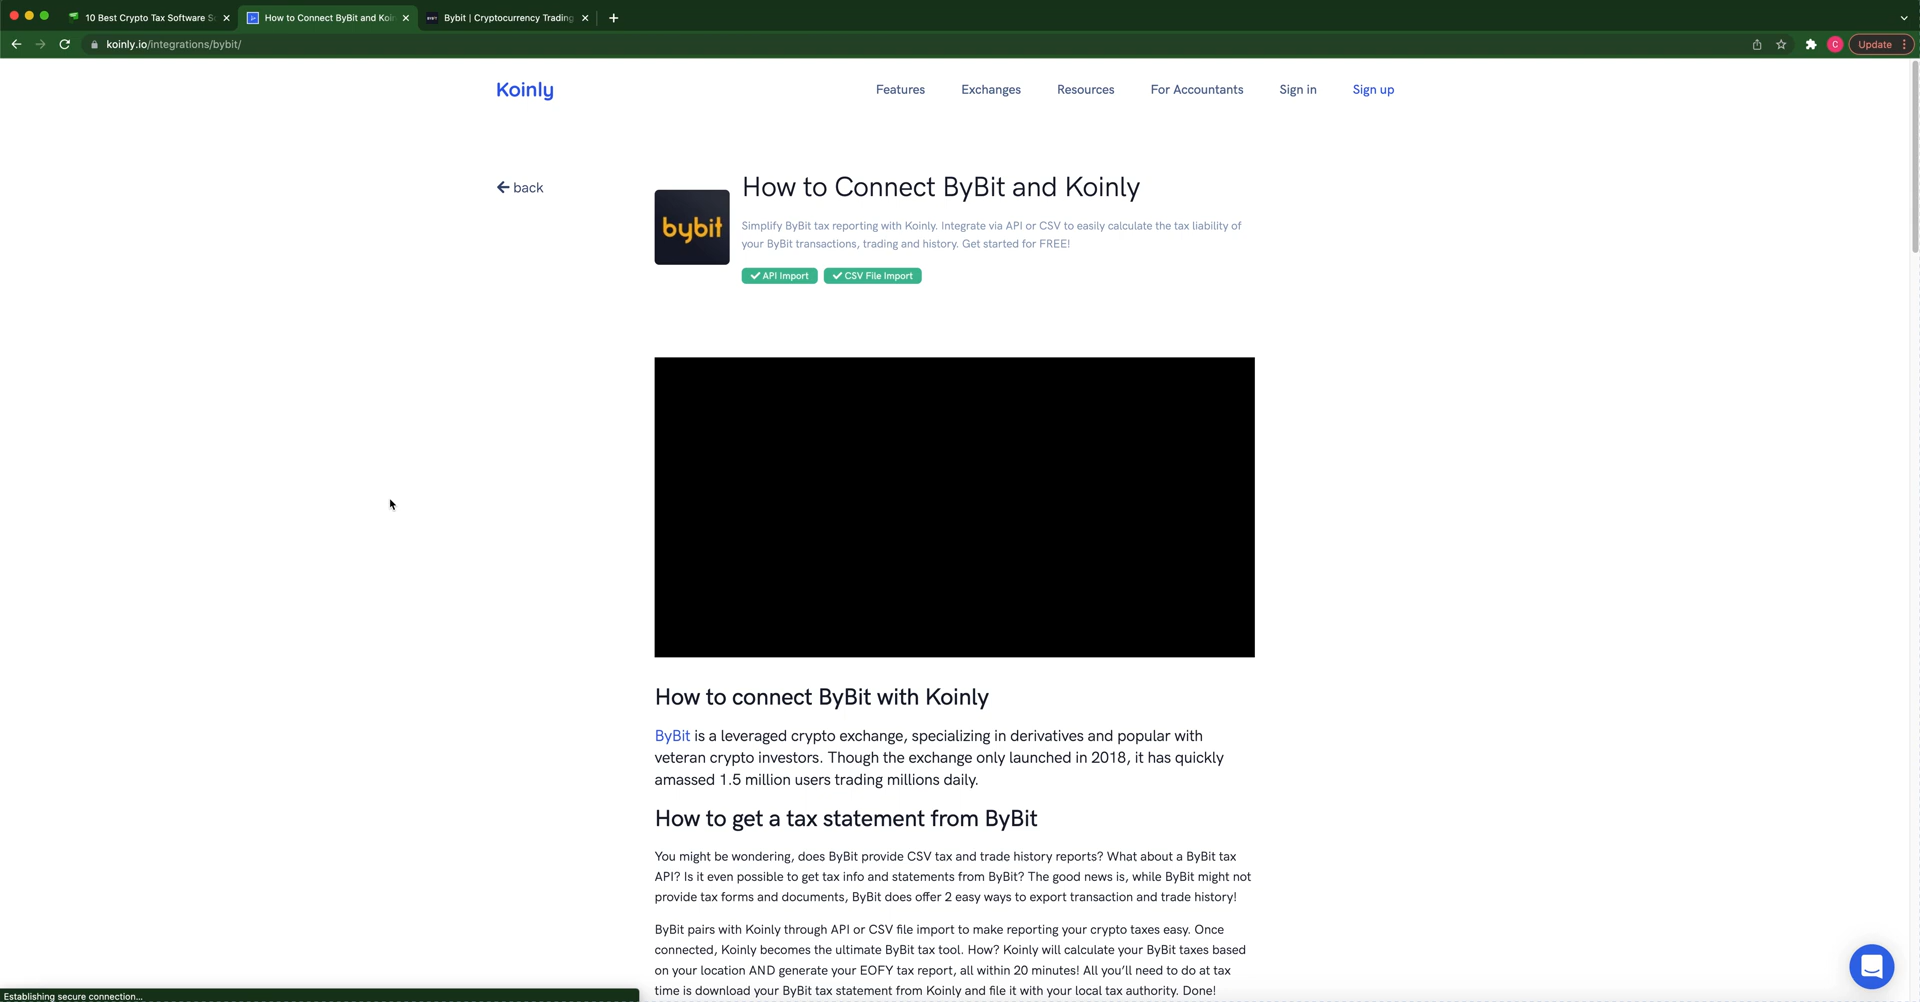 10 Best Crypto Tax Software S
How to Connect ByBit and Koin
BYBIT
Bybit | Cryptocurrency Trading
koinly.io/integrations/bybit/
C
Update
Koinly
Features
Exchanges
Resources
For Accountants
Sign in
Sign up
back
bybit
How to Connect ByBit and Koinly
Simplify ByBit tax reporting with Koinly. Integrate via API or CSV to easily calculate the tax liability of
your ByBit transactions, trading and history. Get started for FREE!
API Import
CSV File Import
How to connect ByBit with Koinly
ByBit is a leveraged crypto exchange, specializing in derivatives and popular with
veteran crypto investors. Though the exchange only launched in 2018, it has quickly
amassed 1.5 million users trading millions daily.
How to get a tax statement from ByBit
You might be wondering, does ByBit provide CSV tax and trade history reports? What about a ByBit tax
API? Is it even possible to get tax info and statements from ByBit? The good news is, while ByBit might not
provide tax forms and documents, ByBit does offer 2 easy ways to export transaction and trade history!
ByBit pairs with Koinly through API or CSV file import to make reporting your crypto taxes easy. Once
connected, Koinly becomes the ultimate ByBit tax tool. How? Koinly will calculate your ByBit taxes based
on your location AND generate your EOFY tax report, all within 20 minutes! All you'll need to do at tax
time is download your ByBit tax statement from Koinly and file it with your local tax authority. Done!
Establishing secure connection...